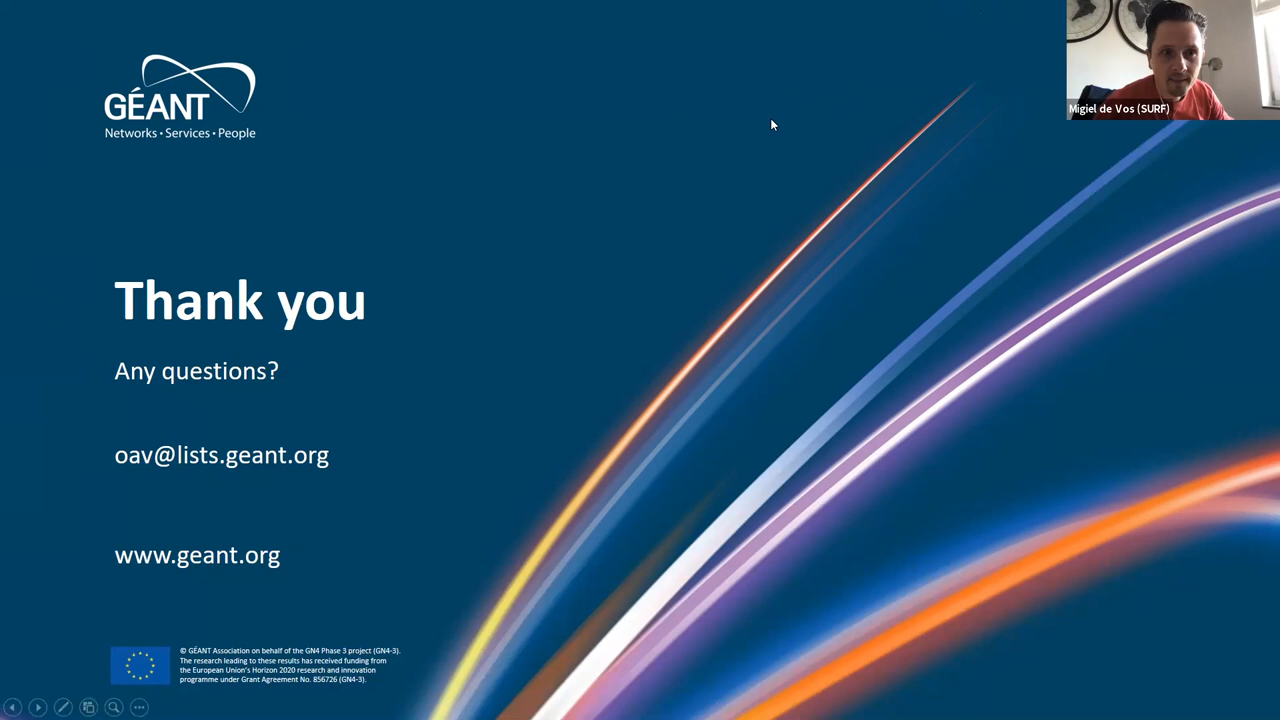 GÉANT
Networks • Services • People
Migiel de Vos (SURF)
Thank you
Any questions?
oav@lists.geant.org
www.geant.org
© GÉANT Association on behalf of the GN4 Phase 3 project (GN4-3).
The research leading to these results has received funding from
the European Union's Horizon 2020 research and innovation
programme under Grant Agreement No. 856726 (GN4-3).